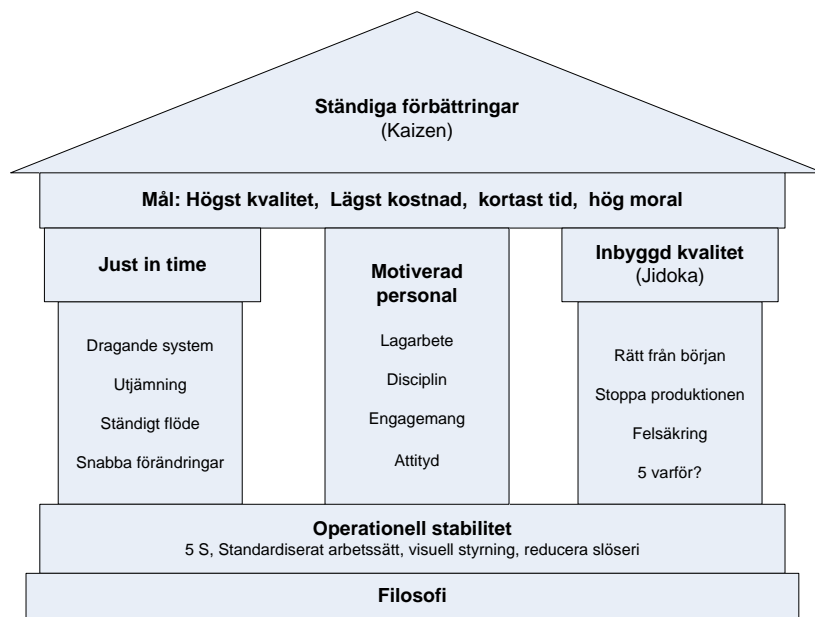 Ständiga förbättringar
(Kaizen)
Mål: Högst kvalitet, Lägst kostnad, kortast tid, hög moral
Just in time
Dragande system
Utjämning
Ständigt flöde
Snabba förändringar
Motiverad
personal
Lagarbete
Disciplin
Engagemang
Attityd
Inbyggd kvalitet
(Jidoka)
Rätt från början
Stoppa produktionen
Felsäkring
5 varför?
Operationell stabilitet
5 S, Standardiserat arbetssätt, visuell styrning, reducera slöseri
Filosofi